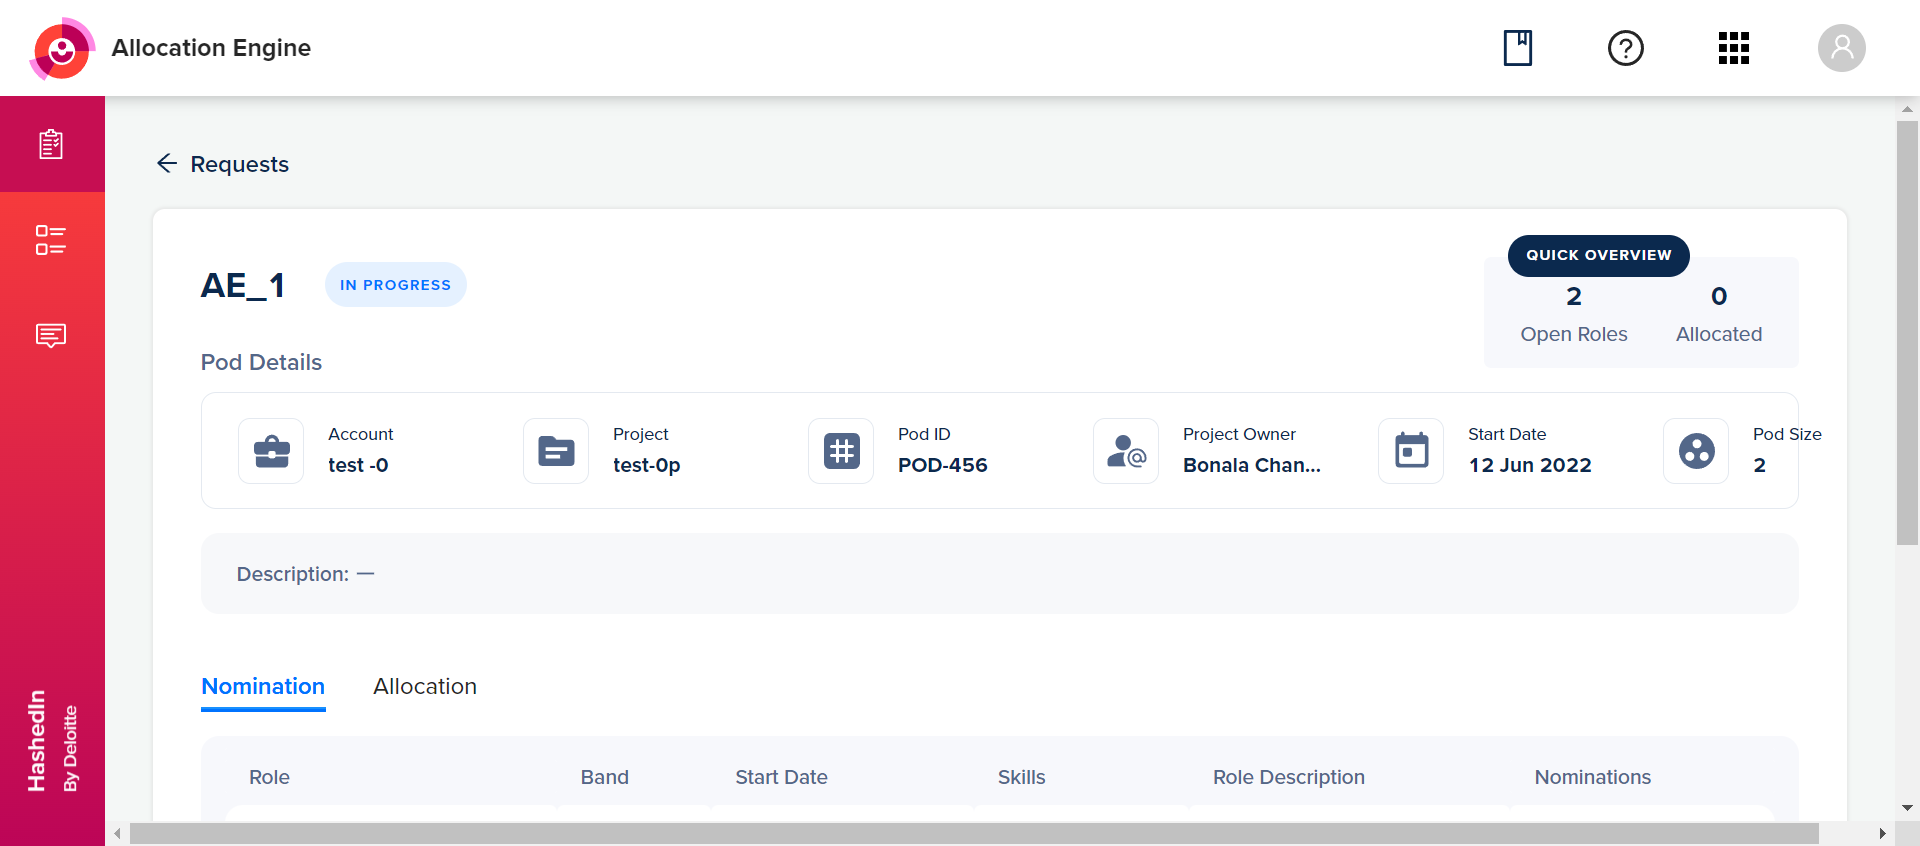 Allocation Engine
Requests
AE_1
IN PROGRESS
QUICK OVERVIEW
2 0
Open Roles Allocated
Pod Details
Account Project Pod ID Project Owner Start Date Pod Size
test -0 test-0p POD-456 Bonala Chan... 12 Jun 2022 2
Description: —
Nomination Allocation
Role Band Start Date Skills Role Description Nominations
HashedIn
By Deloitte